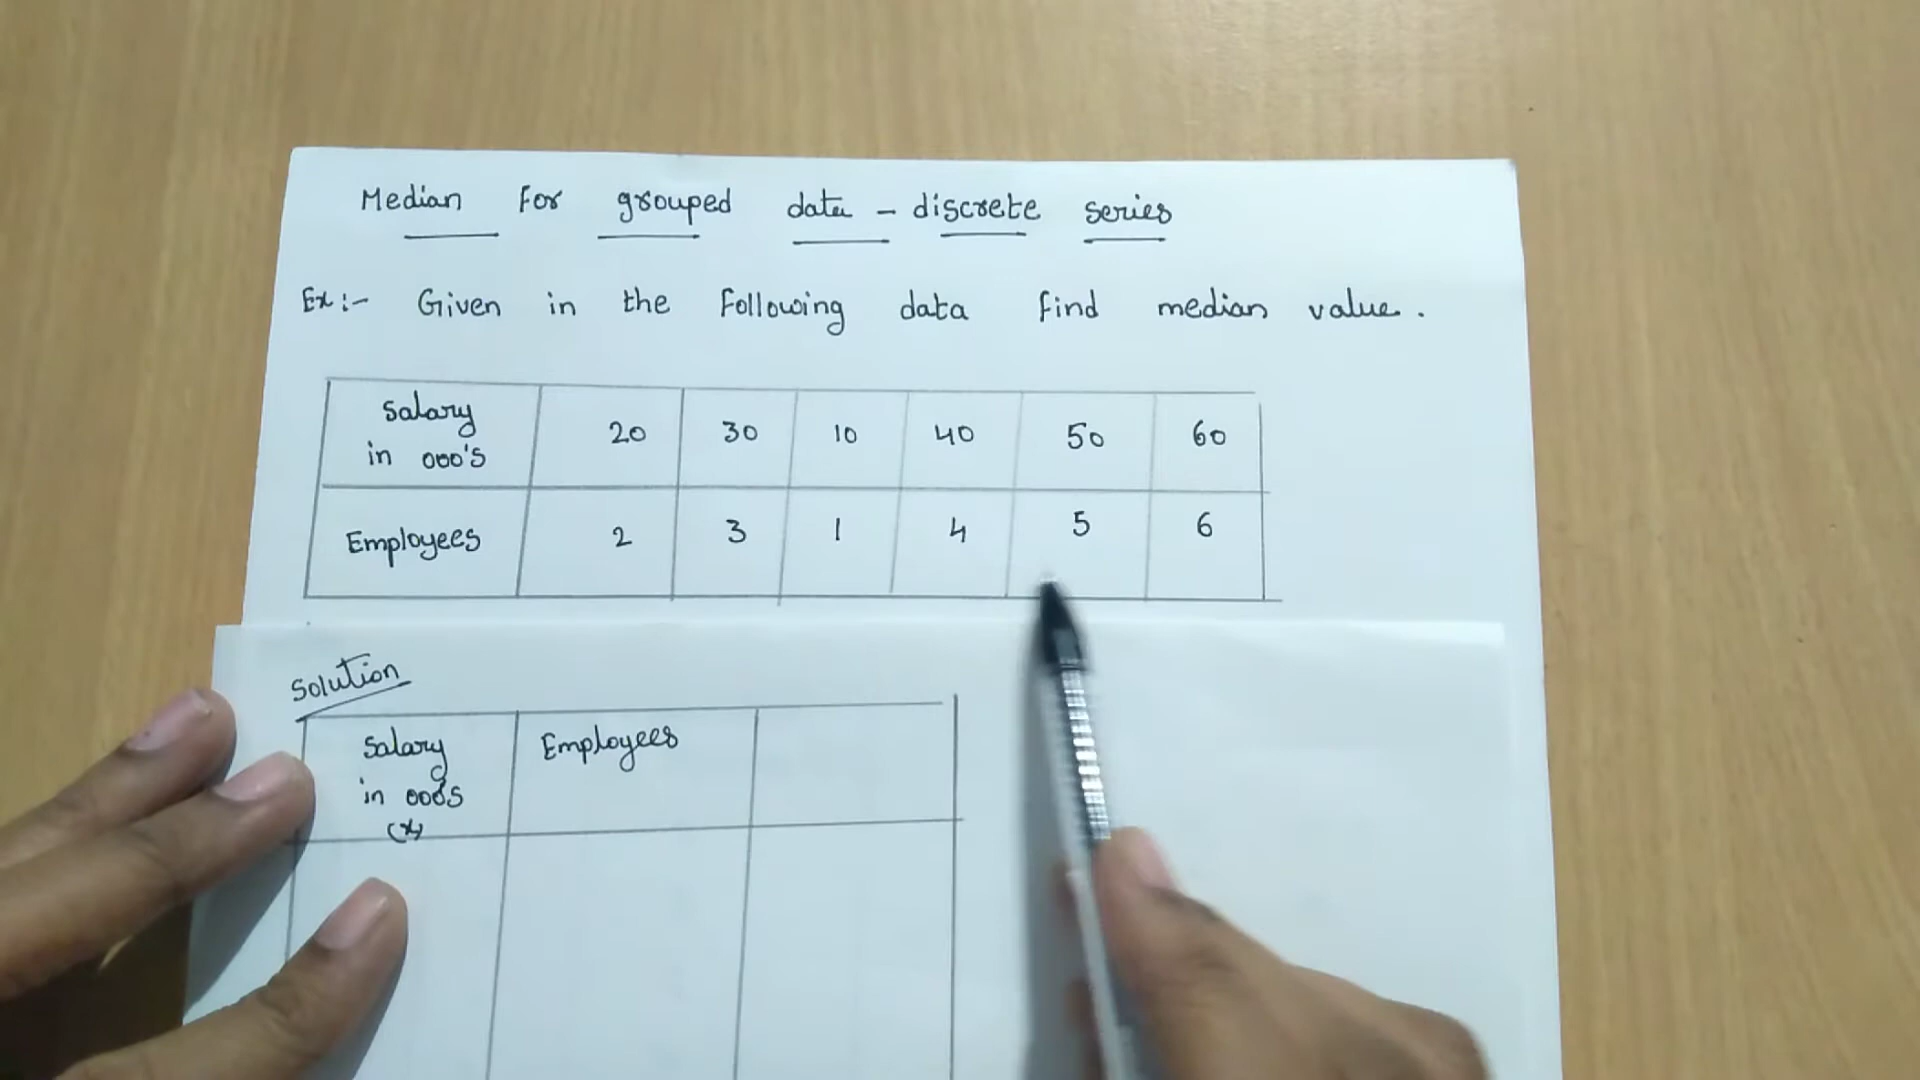 Median for grouped data - discrete series
Ex:- Given in the following data find median value.
Salary in 000's 20 30 10 40 50 60
Employees 2 3 1 4 5 6
Solution
Salary in 000's (x) Employees